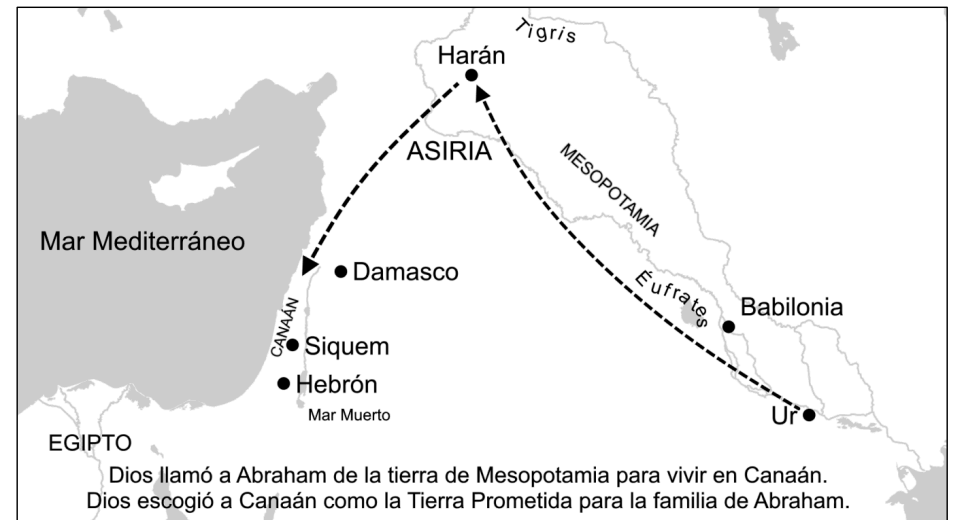 Tigris
Harán
ASIRIA
MESOPOTAMIA
Mar Mediterráneo
Damasco
Éufrates
Babilonia
CANAÁN
Siquem
Hebrón
Mar Muerto
Ur
EGIPTO
Dios llamó a Abraham de la tierra de Mesopotamia para vivir en Canaán.
Dios escogió a Canaán como la Tierra Prometida para la familia de Abraham.